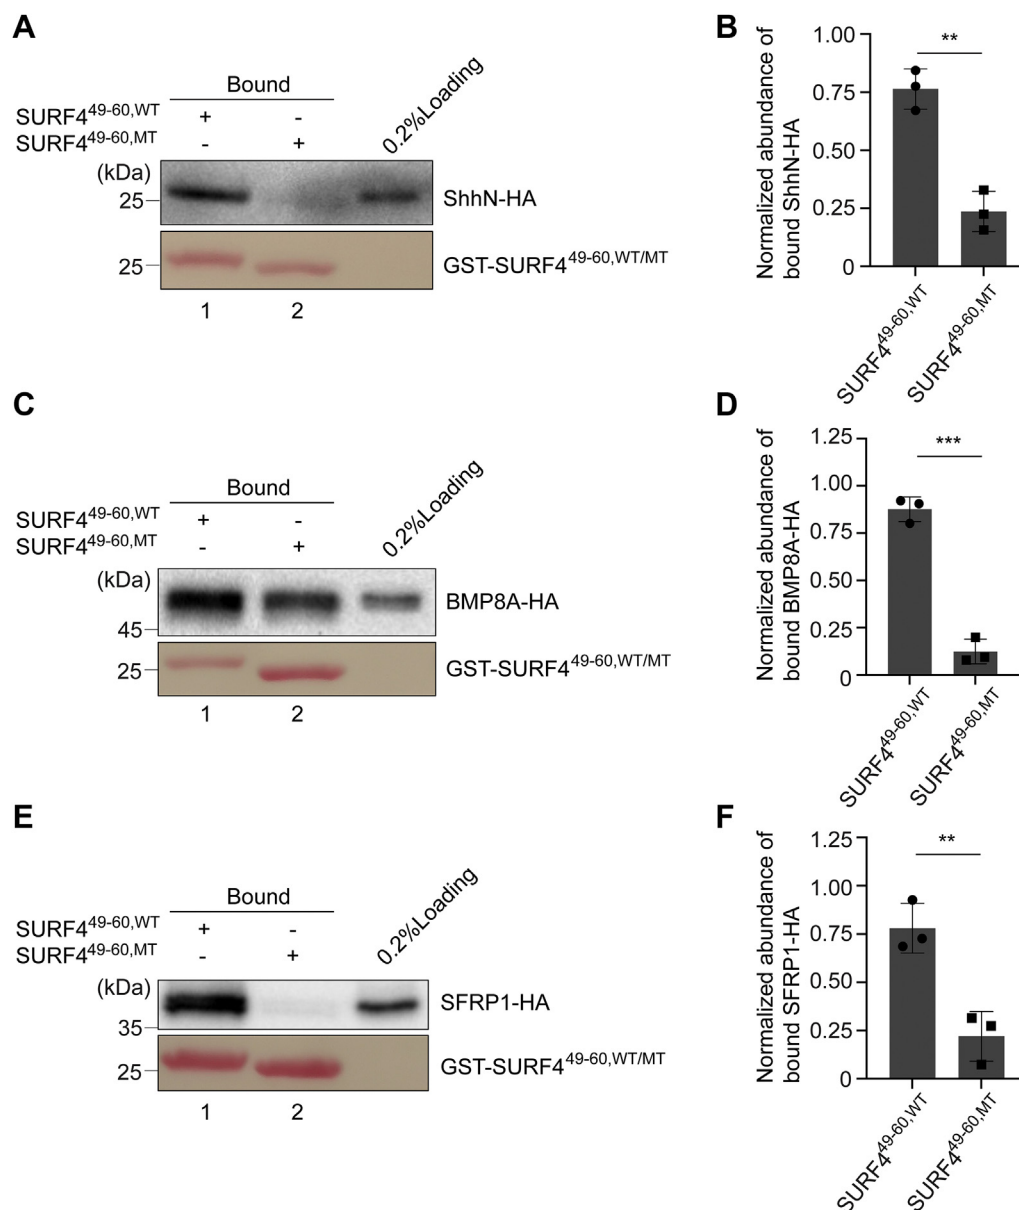 A
Bound
SURF4^49-60,WT + -
SURF4^49-60,MT - +
0.2%Loading
(kDa)
25
ShhN-HA
25
GST-SURF4^49-60,WT/MT
1 2
B
Normalized abundance of
bound ShhN-HA
1.00
0.75
0.50
0.25
0
**
SURF4^49-60,WT
SURF4^49-60,MT
C
Bound
SURF4^49-60,WT + -
SURF4^49-60,MT - +
0.2%Loading
(kDa)
BMP8A-HA
45
25
GST-SURF4^49-60,WT/MT
1 2
D
Normalized abundance of
bound BMP8A-HA
1.25
1.00
0.75
0.50
0.25
0
***
SURF4^49-60,WT
SURF4^49-60,MT
E
Bound
SURF4^49-60,WT + -
SURF4^49-60,MT - +
0.2%Loading
(kDa)
SFRP1-HA
35
25
GST-SURF4^49-60,WT/MT
1 2
F
Normalized abundance of
bound SFRP1-HA
1.25
1.00
0.75
0.50
0.25
0
**
SURF4^49-60,WT
SURF4^49-60,MT